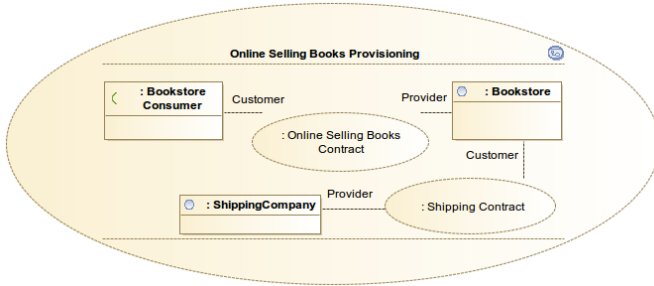 Online Selling Books Provisioning
: Bookstore
Consumer
Customer
Provider
: Bookstore
: Online Selling Books
Contract
Customer
Provider
: ShippingCompany
: Shipping Contract